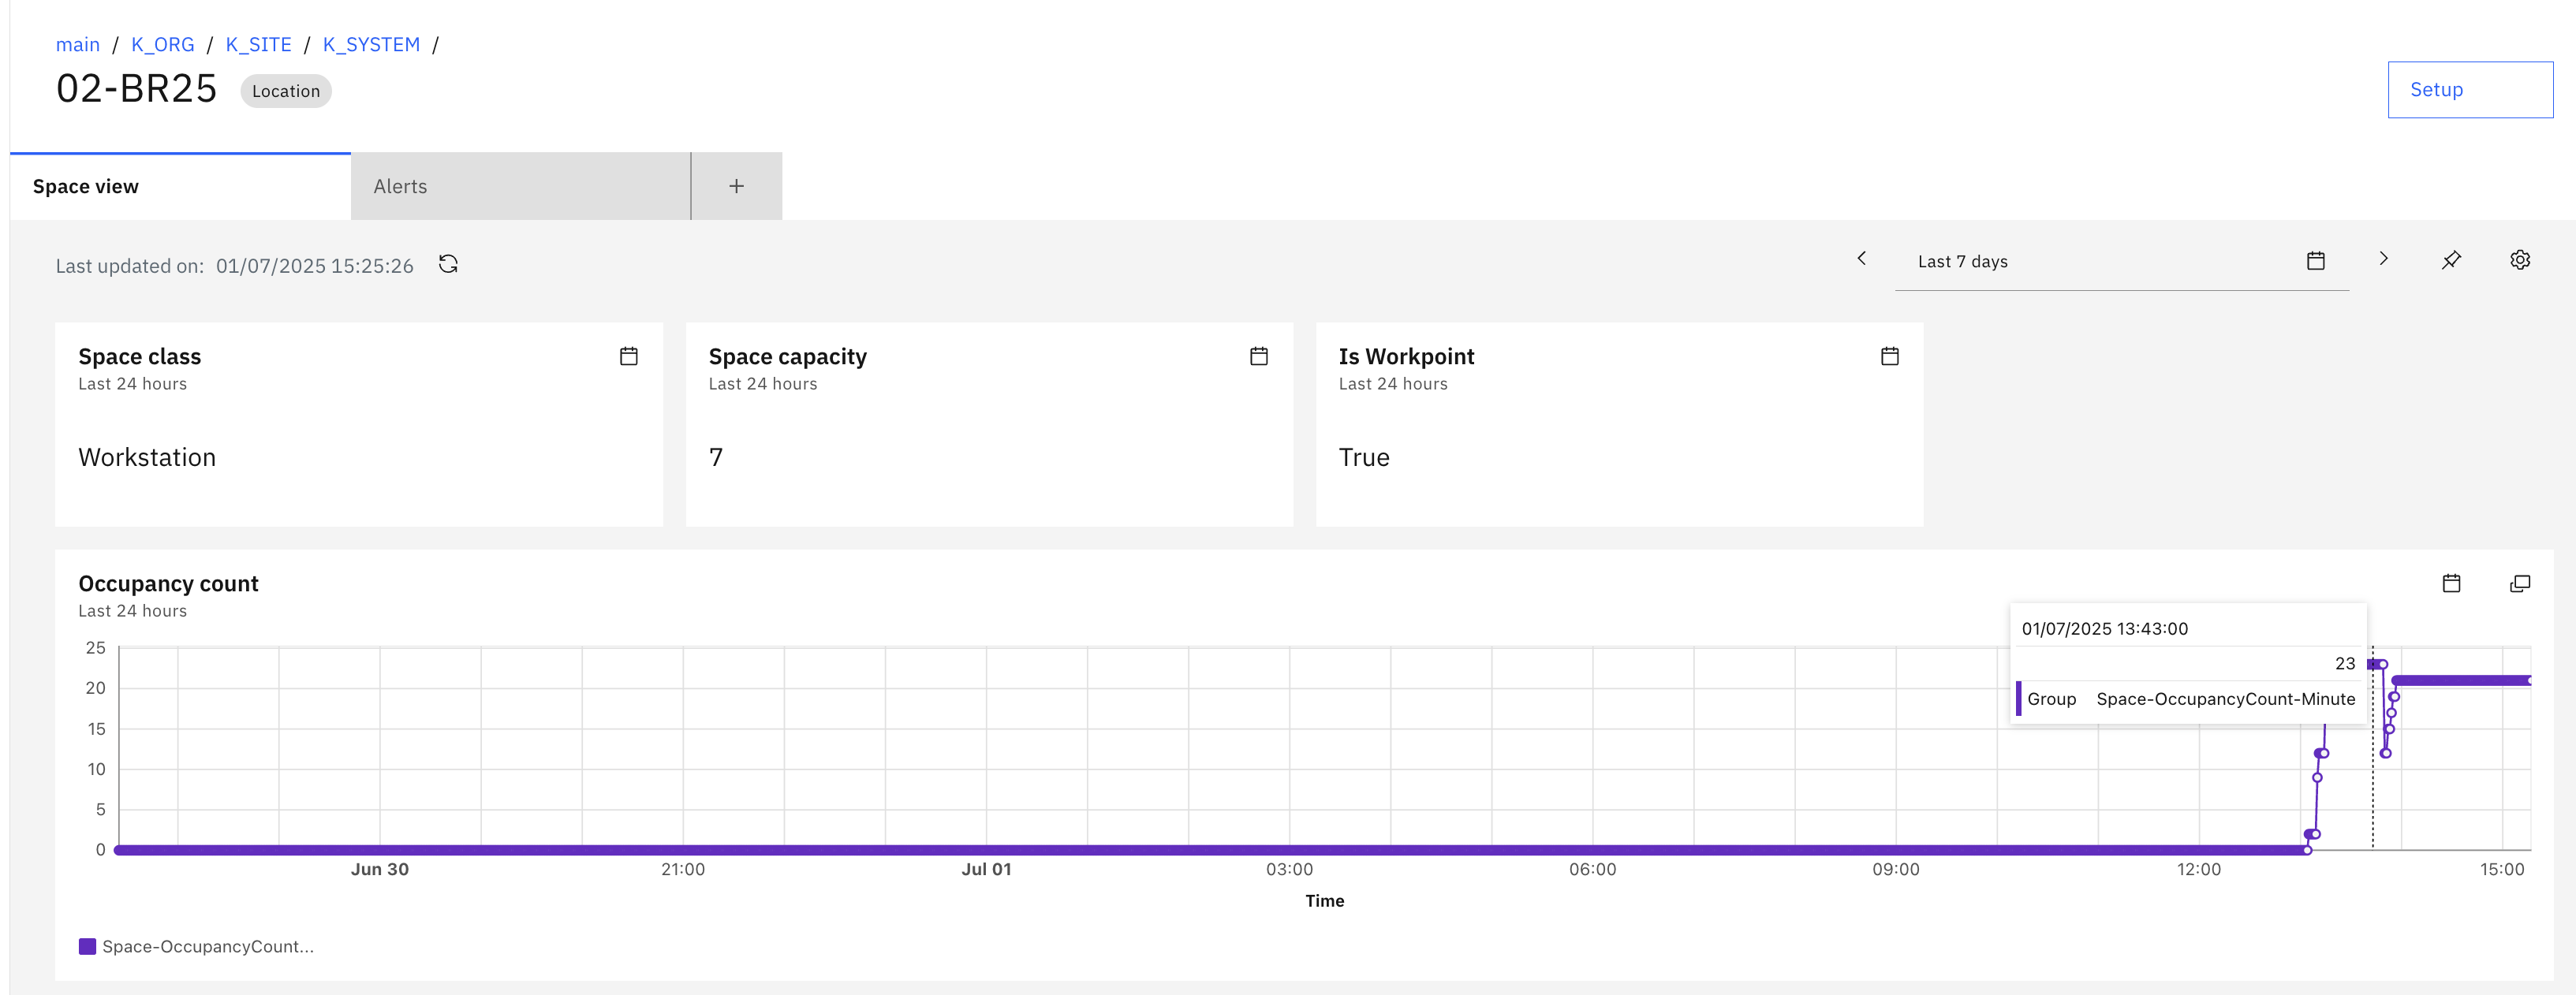 main / K_ORG / K_SITE / K_SYSTEM /
02-BR25 Location
Setup
Space view Alerts +
Last updated on: 01/07/2025 15:25:26
Last 7 days
Space class
Last 24 hours
Workstation
Space capacity
Last 24 hours
7
Is Workpoint
Last 24 hours
True
Occupancy count
Last 24 hours
01/07/2025 13:43:00
23
Group Space-OccupancyCount-Minute
25
20
15
10
5
0
Jun 30 21:00 Jul 01 03:00 06:00 09:00 12:00 15:00
Time
Space-OccupancyCount...